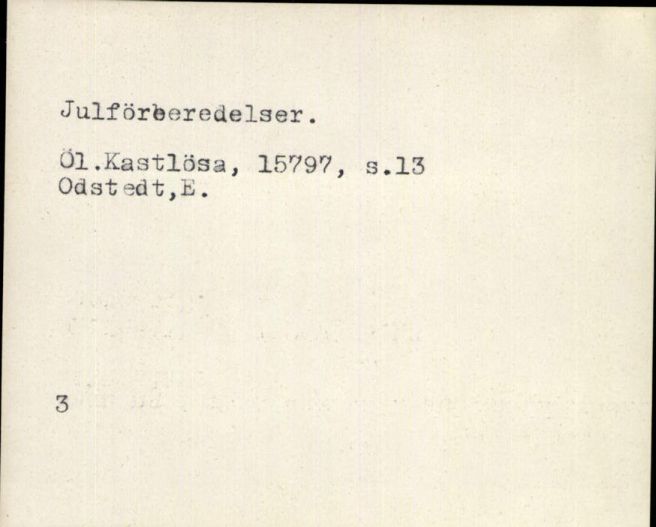 Julförberedelser.
Öl.Kastlösa, 15797, s.13
Odstedt,E.
3